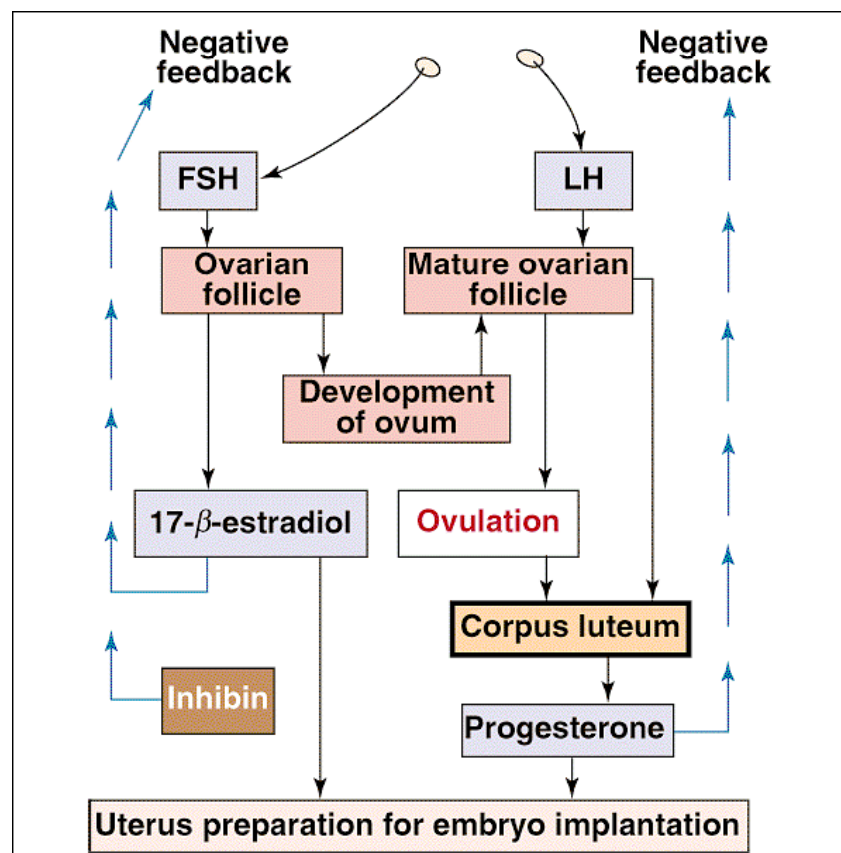 Negative
feedback
Negative
feedback
FSH
LH
Ovarian
follicle
Mature ovarian
follicle
Development
of ovum
17-β-estradiol
Ovulation
Corpus luteum
Inhibin
Progesterone
Uterus preparation for embryo implantation